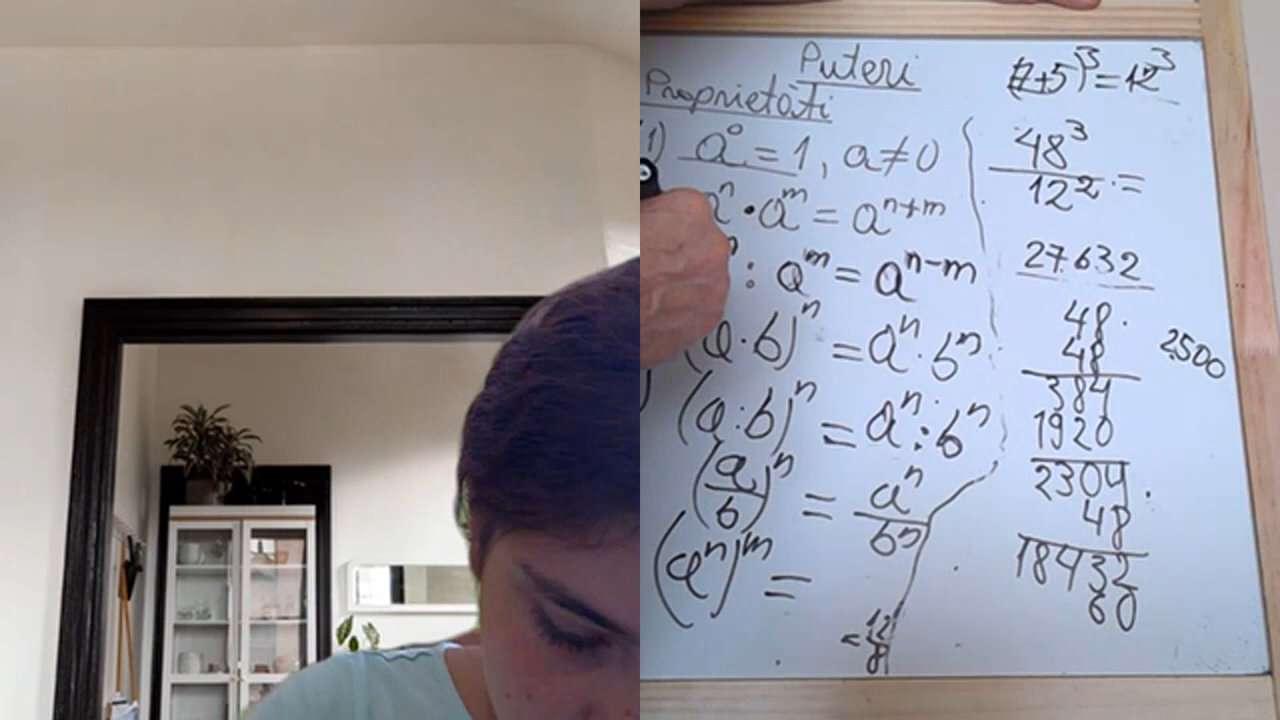 Puteri
Proprietăți
1) a⁰ = 1, a ≠ 0
aⁿ · aᵐ = aⁿ⁺ᵐ
: aᵐ = aⁿ⁻ᵐ
(a·b)ⁿ = aⁿ · bⁿ
(a:b)ⁿ = aⁿ : bⁿ
(a/b)ⁿ = aⁿ/bⁿ
(aⁿ)ᵐ =
(7+5)³ = 12³
48³
12² =
27.632
48.
48
384
1920
2304.
48
18432
2500